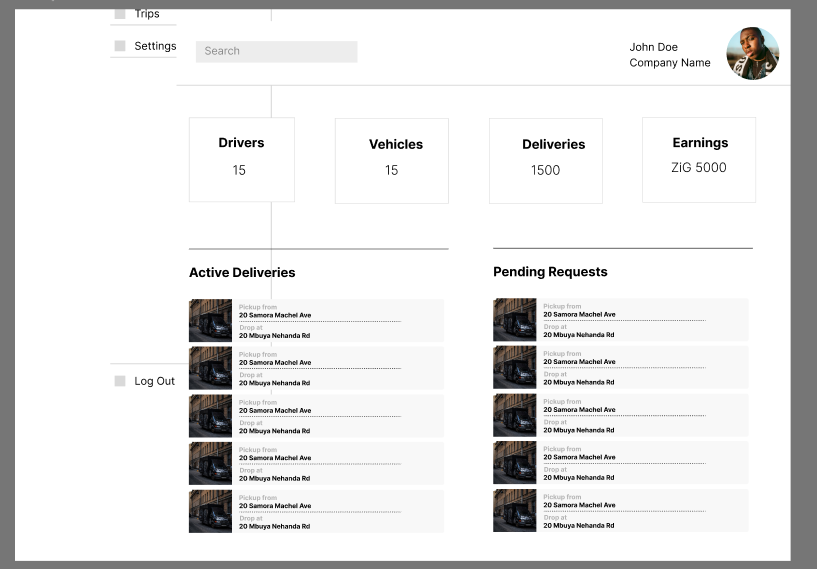 Trips
Settings
Search
John Doe
Company Name
Drivers
15
Vehicles
15
Deliveries
1500
Earnings
ZiG 5000
Active Deliveries
Pickup from
20 Samora Machel Ave
Drop at
20 Mbuya Nehanda Rd
Pickup from
20 Samora Machel Ave
Drop at
20 Mbuya Nehanda Rd
Pickup from
20 Samora Machel Ave
Drop at
20 Mbuya Nehanda Rd
Pickup from
20 Samora Machel Ave
Drop at
20 Mbuya Nehanda Rd
Pickup from
20 Samora Machel Ave
Drop at
20 Mbuya Nehanda Rd
Pending Requests
Pickup from
20 Samora Machel Ave
Drop at
20 Mbuya Nehanda Rd
Pickup from
20 Samora Machel Ave
Drop at
20 Mbuya Nehanda Rd
Pickup from
20 Samora Machel Ave
Drop at
20 Mbuya Nehanda Rd
Pickup from
20 Samora Machel Ave
Drop at
20 Mbuya Nehanda Rd
Pickup from
20 Samora Machel Ave
Drop at
20 Mbuya Nehanda Rd
Log Out